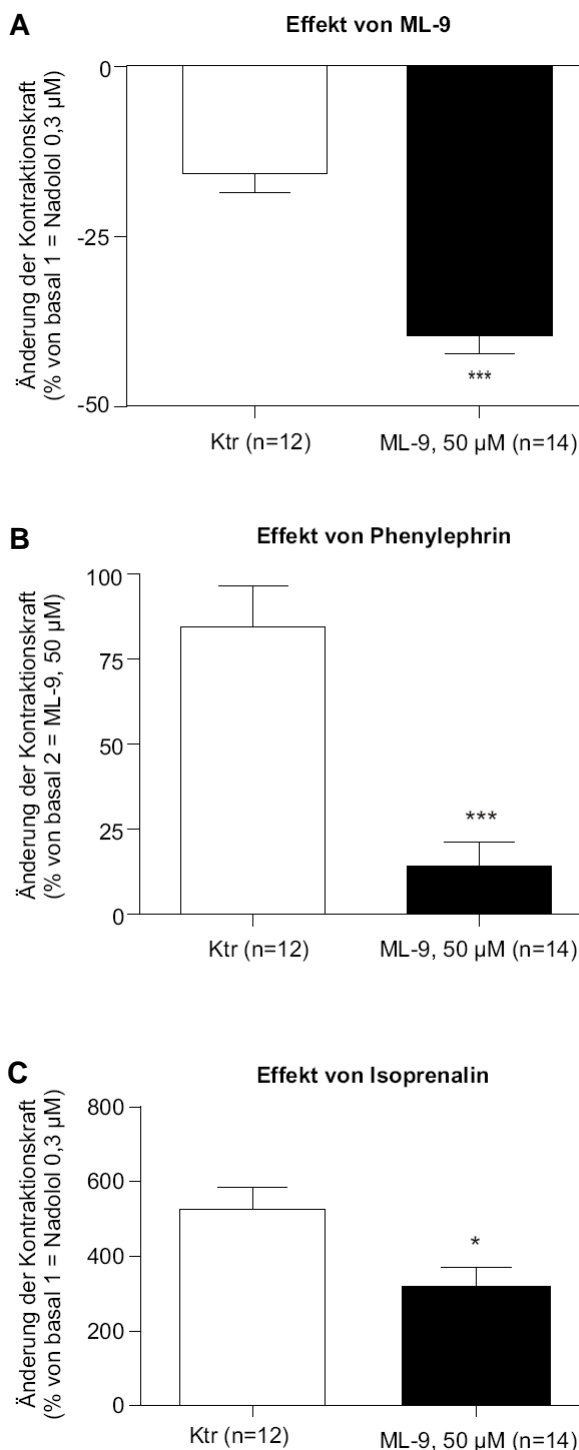 A
Effekt von ML-9
Änderung der Kontraktionskraft
(% von basal 1 = Nadolol 0,3 µM)
0
-25
-50
***
Ktr (n=12)
ML-9, 50 µM (n=14)
B
Effekt von Phenylephrin
Änderung der Kontraktionskraft
(% von basal 2 = ML-9, 50 µM)
100
75
50
25
0
***
Ktr (n=12)
ML-9, 50 µM (n=14)
C
Effekt von Isoprenalin
Änderung der Kontraktionskraft
(% von basal 1 = Nadolol 0,3 µM)
800
600
400
200
0
*
Ktr (n=12)
ML-9, 50 µM (n=14)